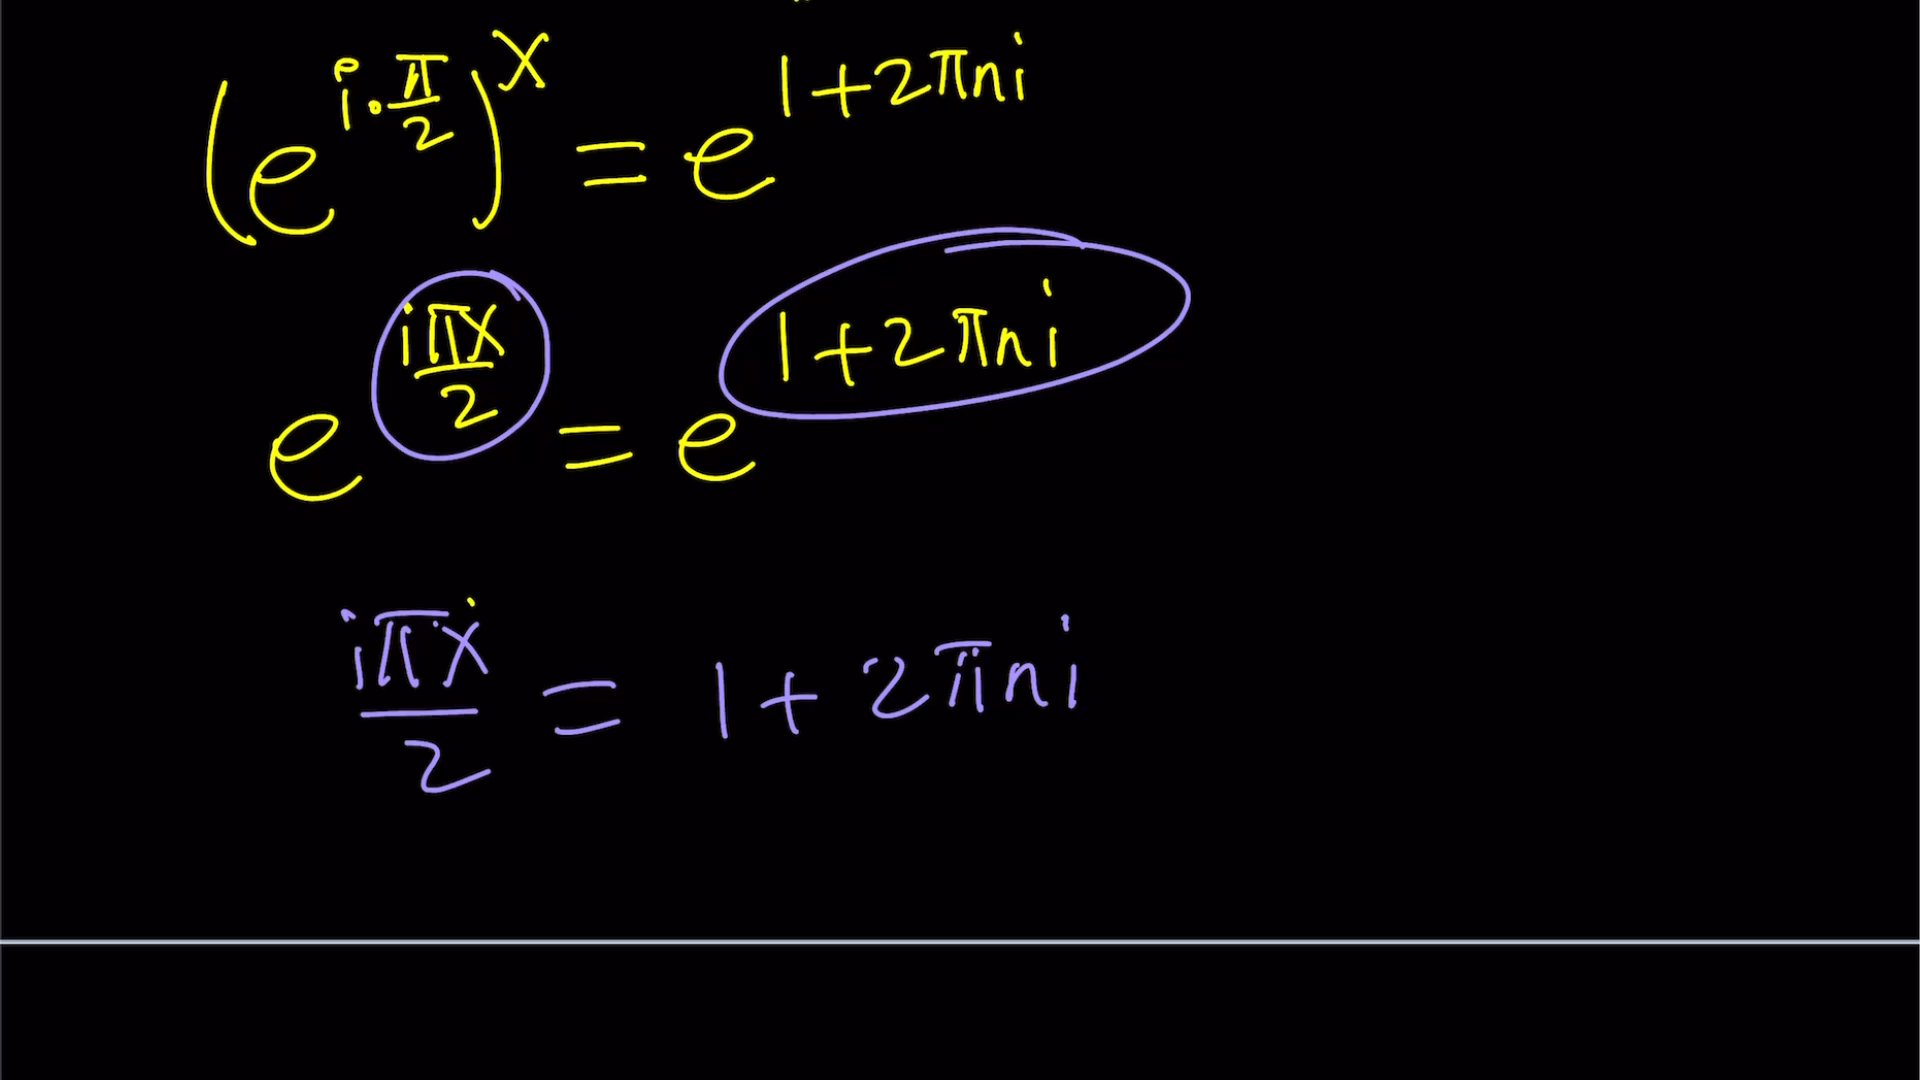 (e^{i·π/2})^x = e^{1+2πni}
e^{iπx/2} = e^{1+2πni}
iπx/2 = 1+2πni